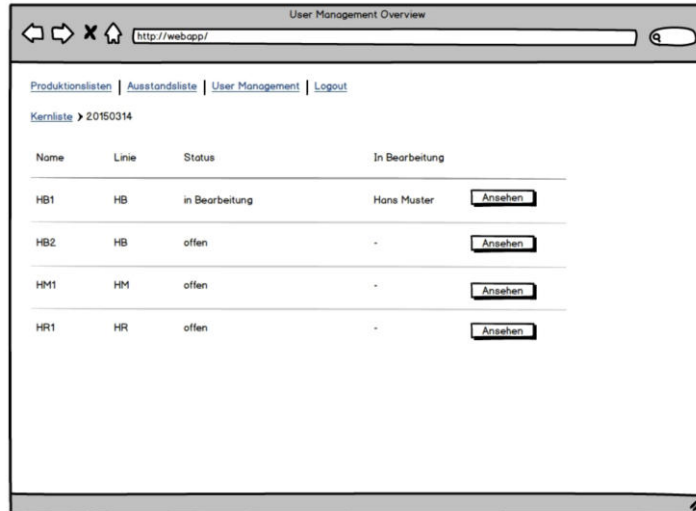 User Management Overview
http://webapp/
Produktionslisten | Ausstandsliste | User Management | Logout
Kernliste > 20150314
Name Linie Status In Bearbeitung
HB1 HB in Bearbeitung Hans Muster Ansehen
HB2 HB offen - Ansehen
HM1 HM offen - Ansehen
HR1 HR offen - Ansehen